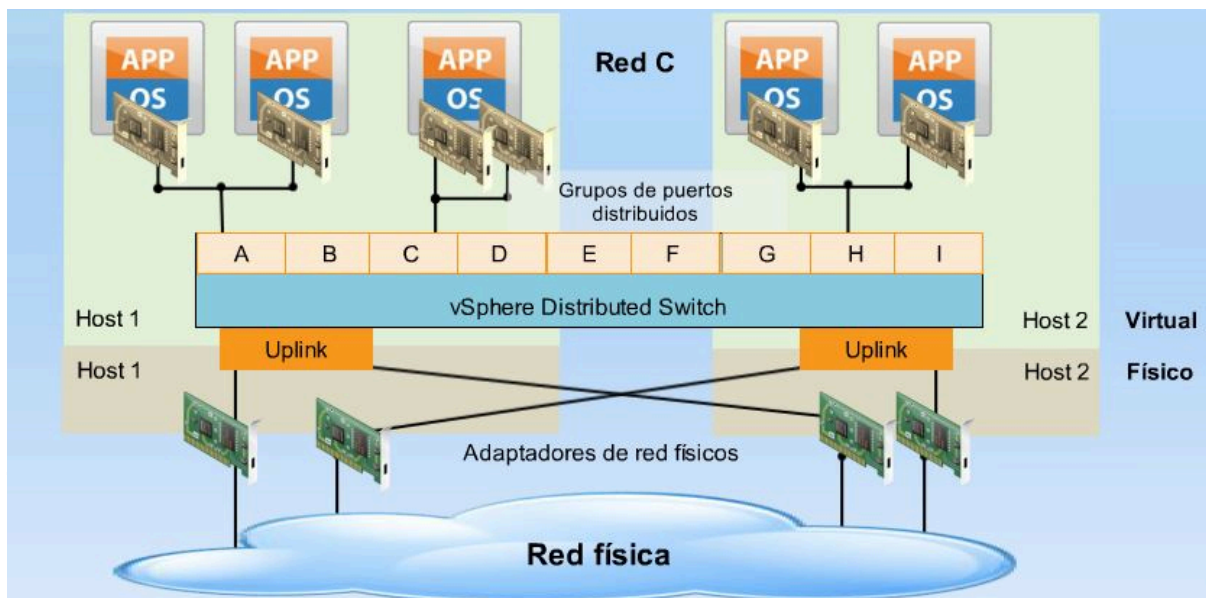 APP
OS
APP
OS
APP
OS
Red C
APP
OS
APP
OS
Grupos de puertos
distribuidos
A B C D E F G H I
vSphere Distributed Switch
Host 1
Host 2
Virtual
Uplink
Uplink
Host 1
Host 2
Físico
Adaptadores de red físicos
Red física